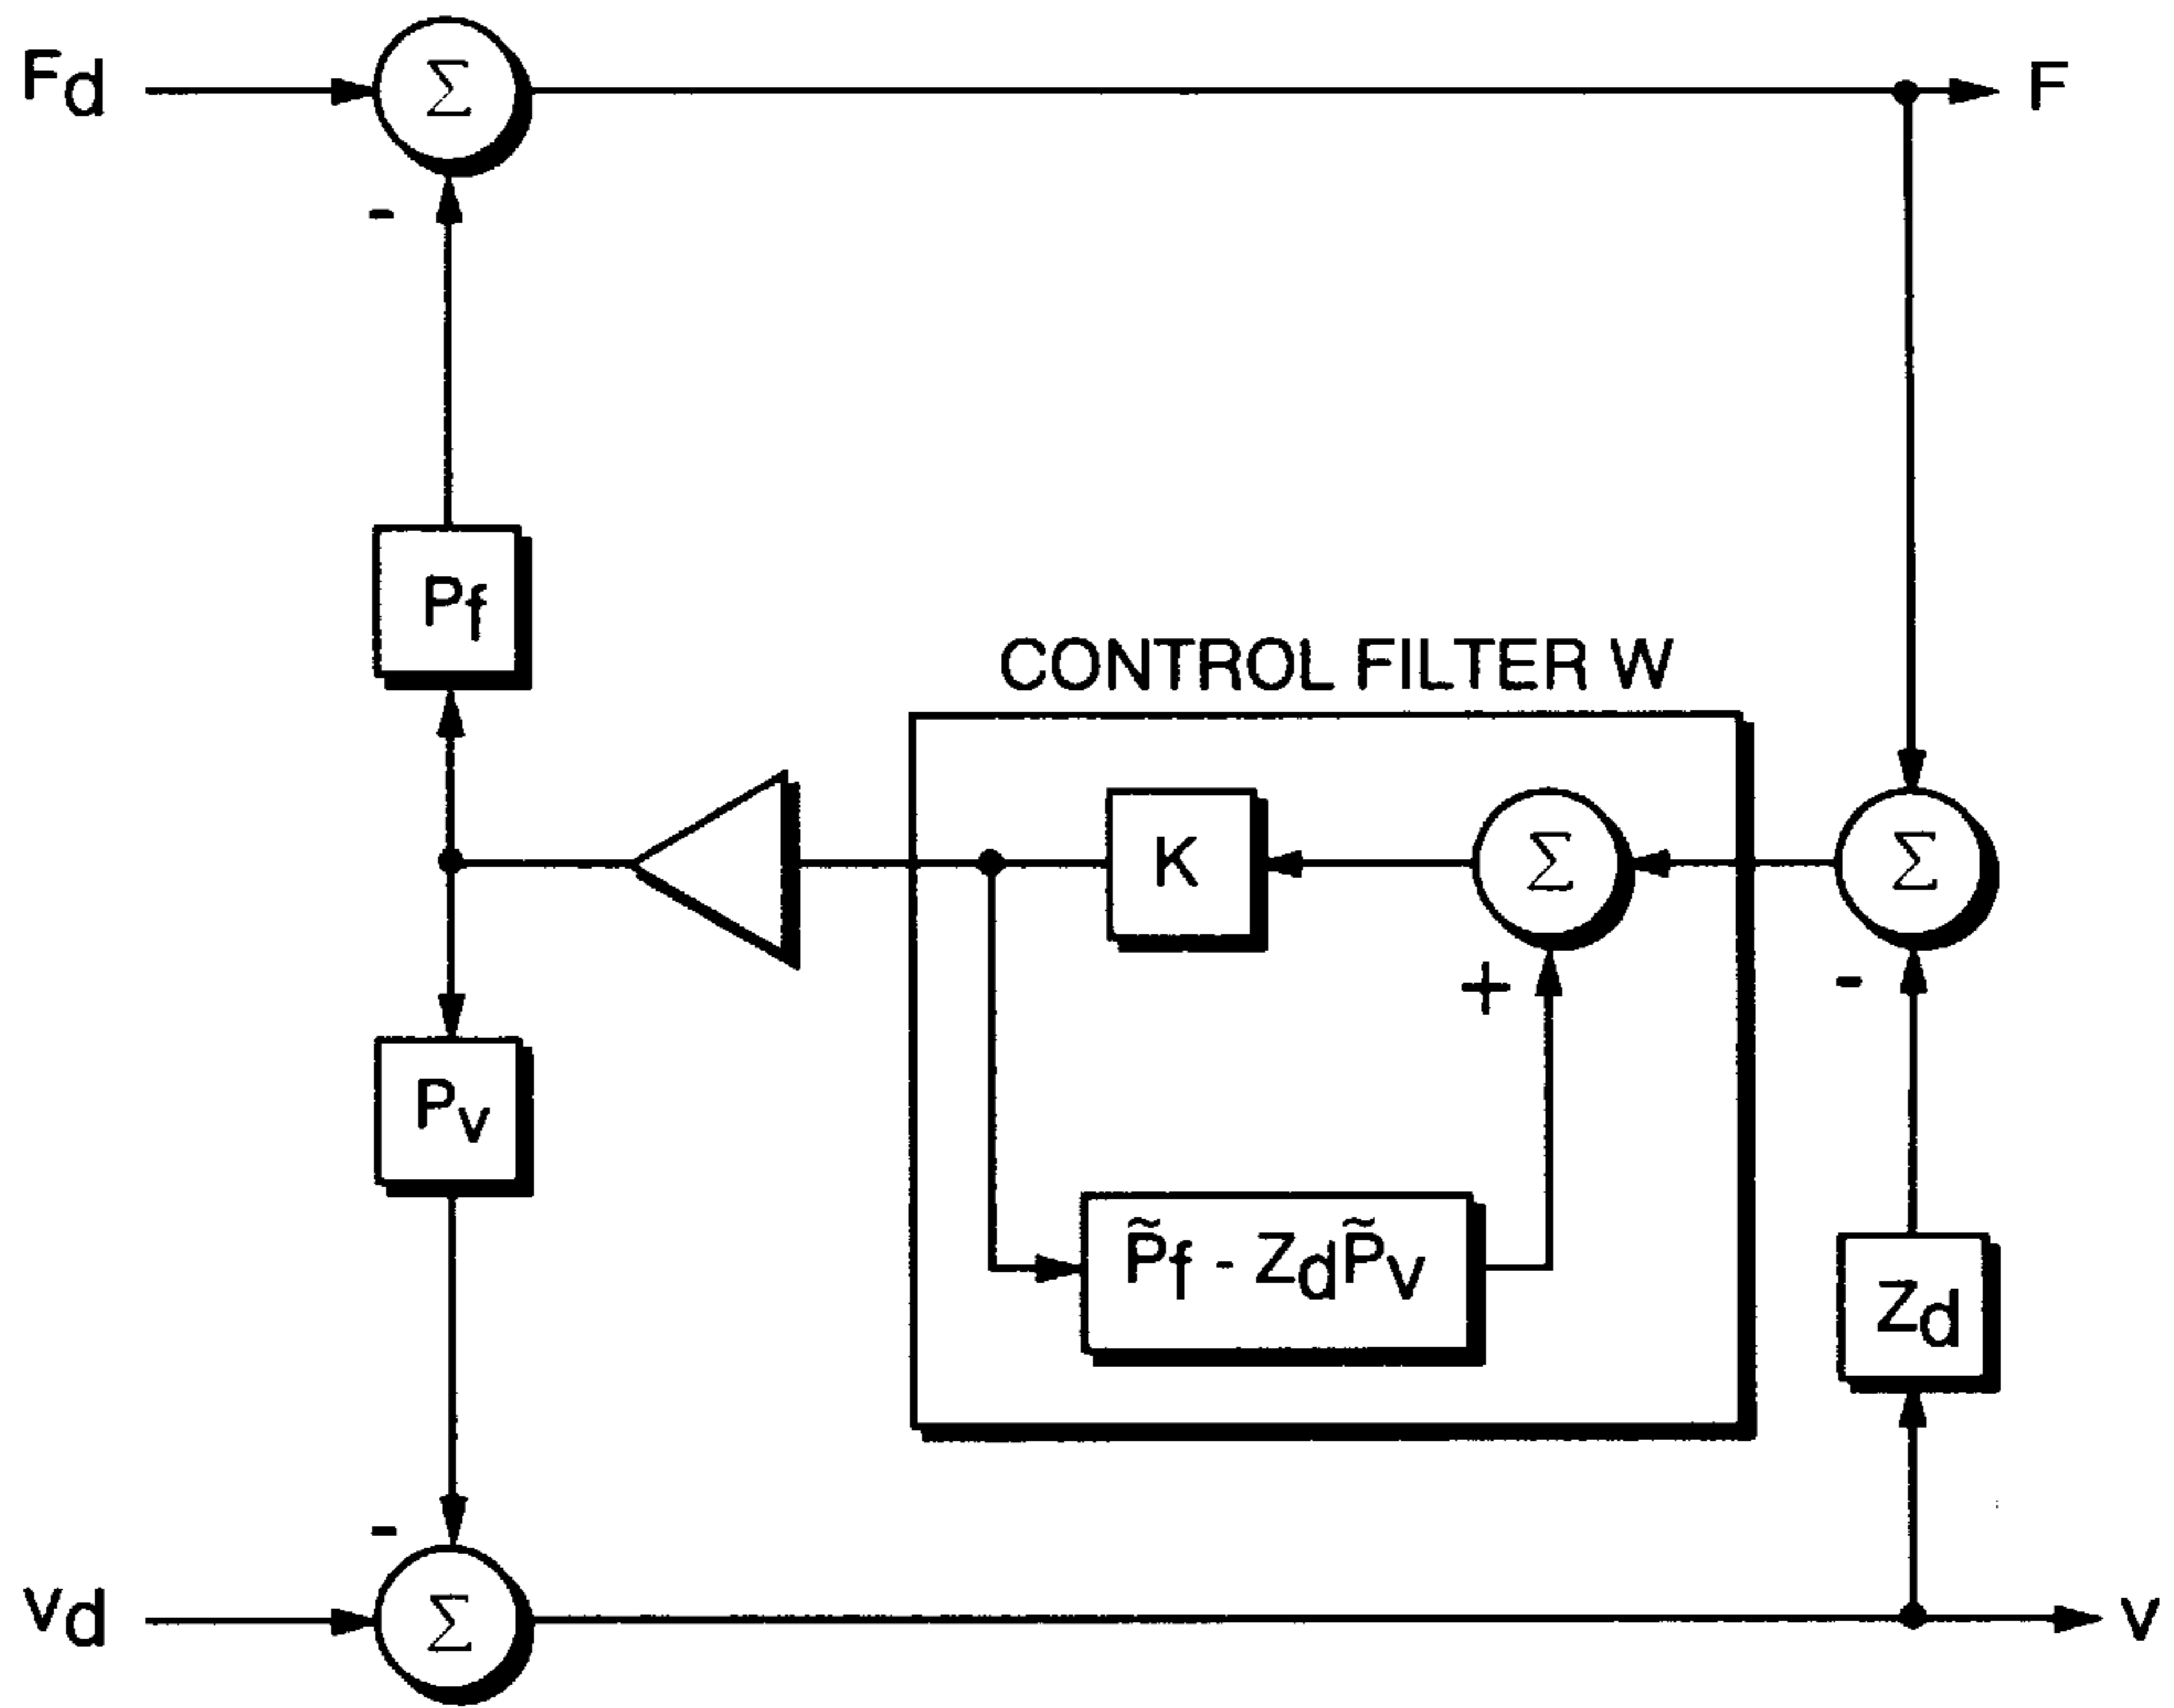 Fd
Σ
F
-
Pf
CONTROL FILTER W
K
Σ
Σ
+
-
Pv
P̃f - ZdP̃v
Zd
-
vd
Σ
v